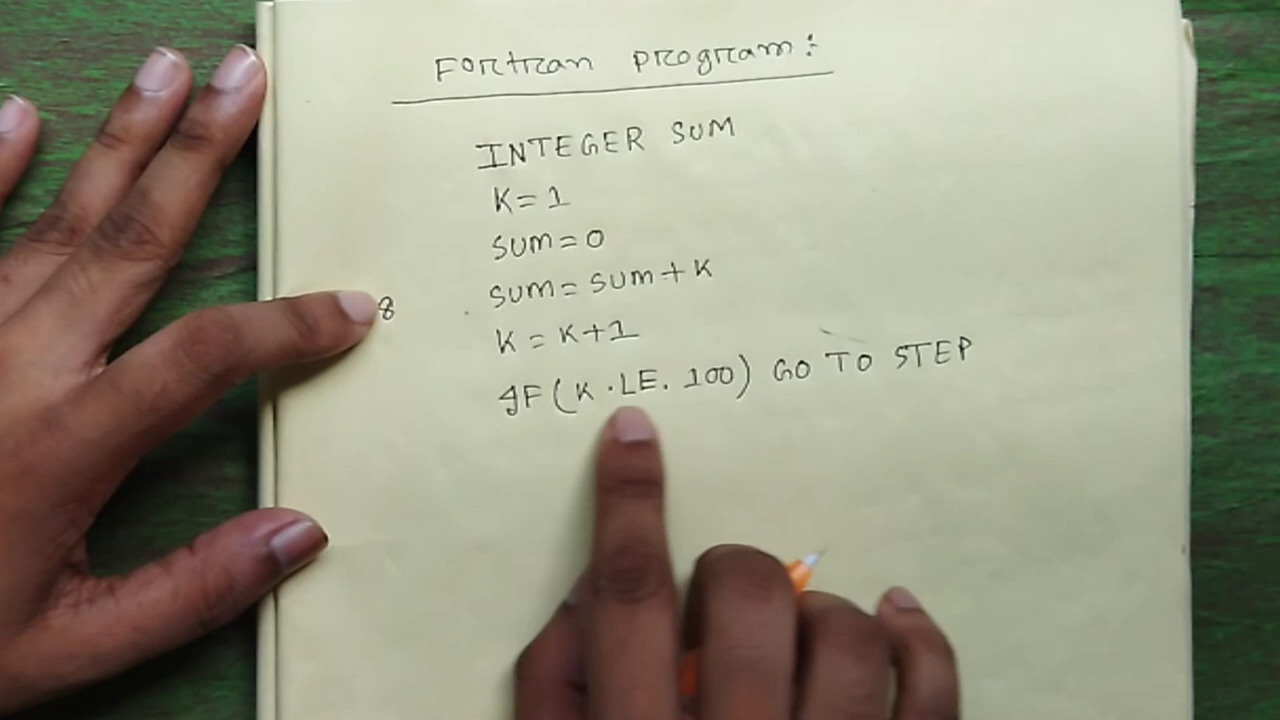 Fortran program:
INTEGER SUM
K=1
SUM=0
8 SUM=SUM+K
K=K+1
IF(K.LE.100) GO TO STEP